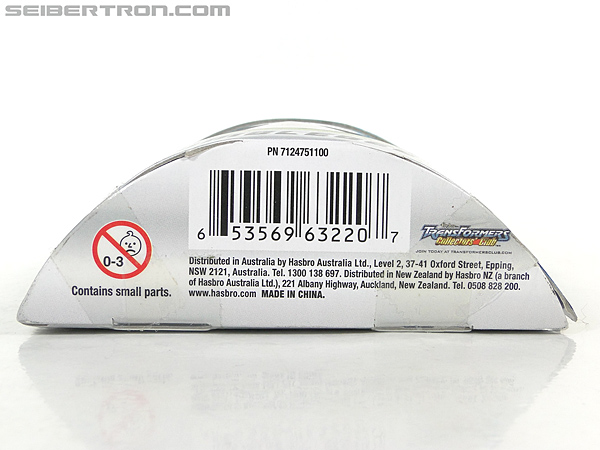 SEIBERTRON.COM
PN 7124751100
6 53569 63220 7
TRANSFORMERS
Collectors Club
JOIN TODAY AT TRANSFORMERSCLUB.COM
0-3
Contains small parts.
Distributed in Australia by Hasbro Australia Ltd., Level 2, 37-41 Oxford Street, Epping,
NSW 2121, Australia. Tel. 1300 138 697. Distributed in New Zealand by Hasbro NZ (a branch
of Hasbro Australia Ltd.), 221 Albany Highway, Auckland, New Zealand. Tel. 0508 828 200.
www.hasbro.com MADE IN CHINA.